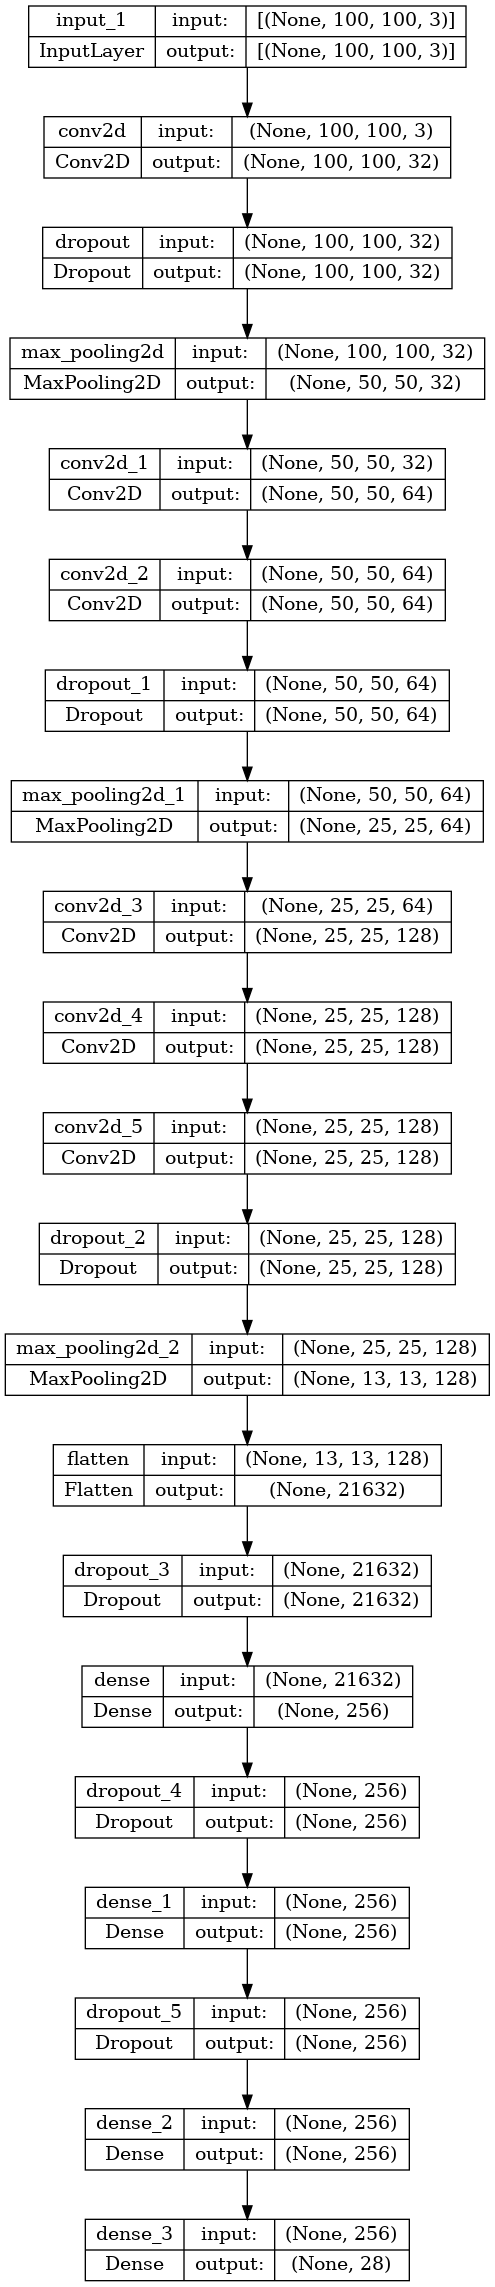 input_1 input: [(None, 100, 100, 3)]
InputLayer output: [(None, 100, 100, 3)]
conv2d input: (None, 100, 100, 3)
Conv2D output: (None, 100, 100, 32)
dropout input: (None, 100, 100, 32)
Dropout output: (None, 100, 100, 32)
max_pooling2d input: (None, 100, 100, 32)
MaxPooling2D output: (None, 50, 50, 32)
conv2d_1 input: (None, 50, 50, 32)
Conv2D output: (None, 50, 50, 64)
conv2d_2 input: (None, 50, 50, 64)
Conv2D output: (None, 50, 50, 64)
dropout_1 input: (None, 50, 50, 64)
Dropout output: (None, 50, 50, 64)
max_pooling2d_1 input: (None, 50, 50, 64)
MaxPooling2D output: (None, 25, 25, 64)
conv2d_3 input: (None, 25, 25, 64)
Conv2D output: (None, 25, 25, 128)
conv2d_4 input: (None, 25, 25, 128)
Conv2D output: (None, 25, 25, 128)
conv2d_5 input: (None, 25, 25, 128)
Conv2D output: (None, 25, 25, 128)
dropout_2 input: (None, 25, 25, 128)
Dropout output: (None, 25, 25, 128)
max_pooling2d_2 input: (None, 25, 25, 128)
MaxPooling2D output: (None, 13, 13, 128)
flatten input: (None, 13, 13, 128)
Flatten output: (None, 21632)
dropout_3 input: (None, 21632)
Dropout output: (None, 21632)
dense input: (None, 21632)
Dense output: (None, 256)
dropout_4 input: (None, 256)
Dropout output: (None, 256)
dense_1 input: (None, 256)
Dense output: (None, 256)
dropout_5 input: (None, 256)
Dropout output: (None, 256)
dense_2 input: (None, 256)
Dense output: (None, 256)
dense_3 input: (None, 256)
Dense output: (None, 28)